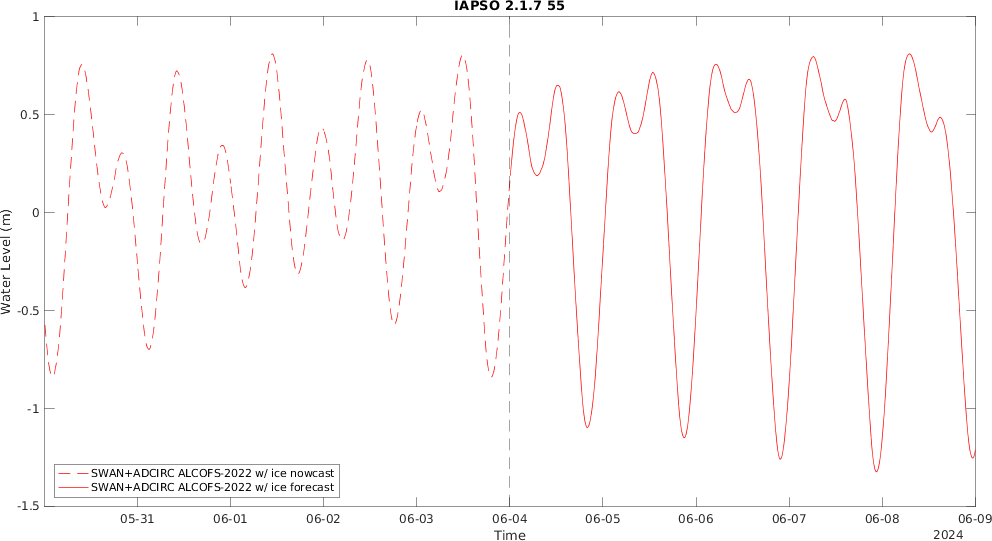 IAPSO 2.1.7 55
1
0.5
0
-0.5
-1
-1.5
Water Level (m)
SWAN+ADCIRC ALCOFS-2022 w/ ice nowcast
SWAN+ADCIRC ALCOFS-2022 w/ ice forecast
05-31 06-01 06-02 06-03 06-04 06-05 06-06 06-07 06-08 06-09
Time
2024